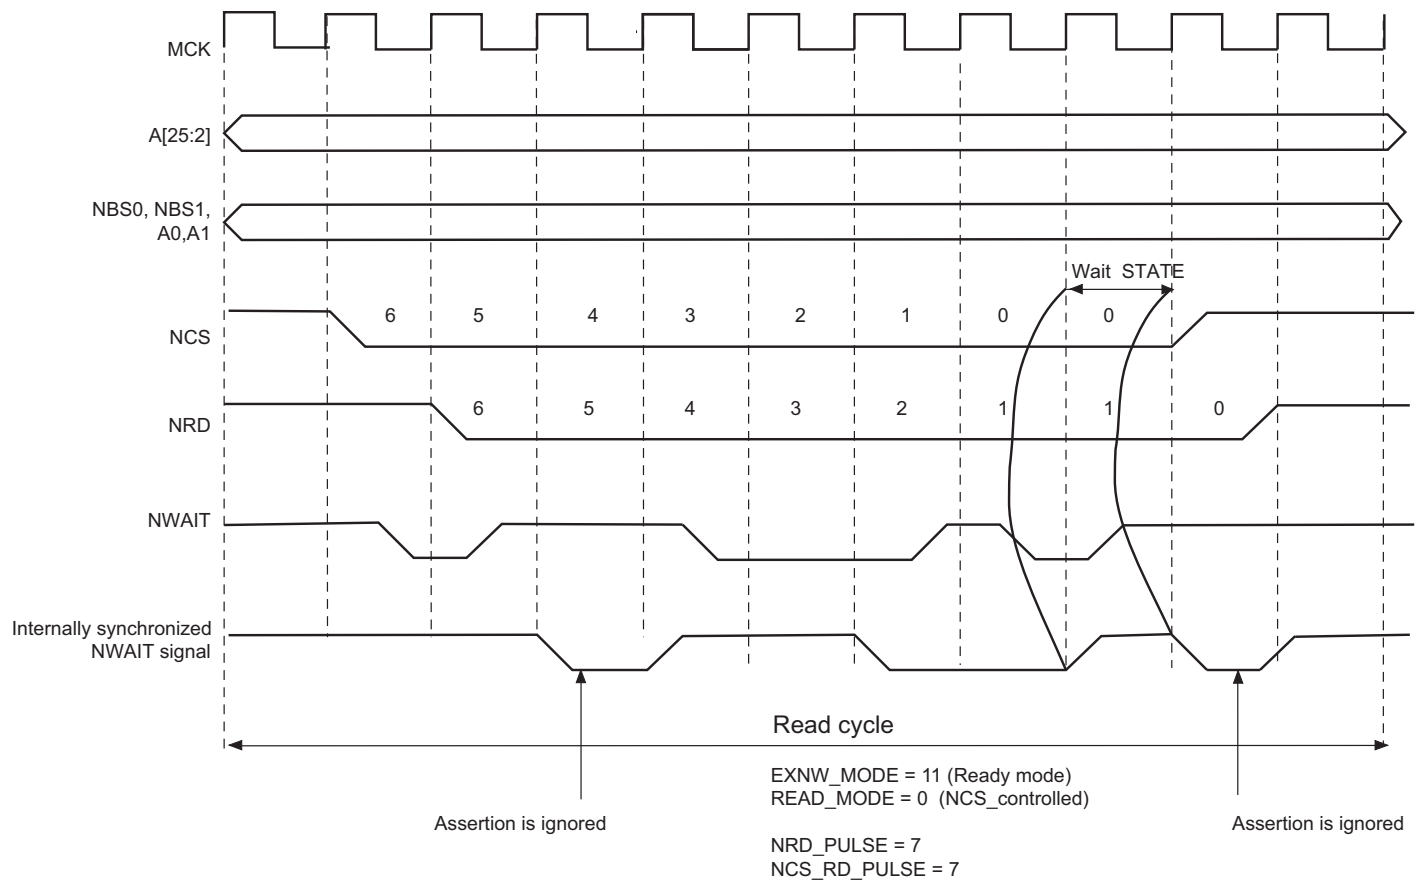 MCK
A[25:2]
NBS0, NBS1,
A0,A1
Wait STATE
NCS
6 5 4 3 2 1 0 0
NRD
6 5 4 3 2 1 1 0
NWAIT
Internally synchronized
NWAIT signal
Read cycle
EXNW_MODE = 11 (Ready mode)
READ_MODE = 0 (NCS_controlled)
Assertion is ignored
Assertion is ignored
NRD_PULSE = 7
NCS_RD_PULSE = 7